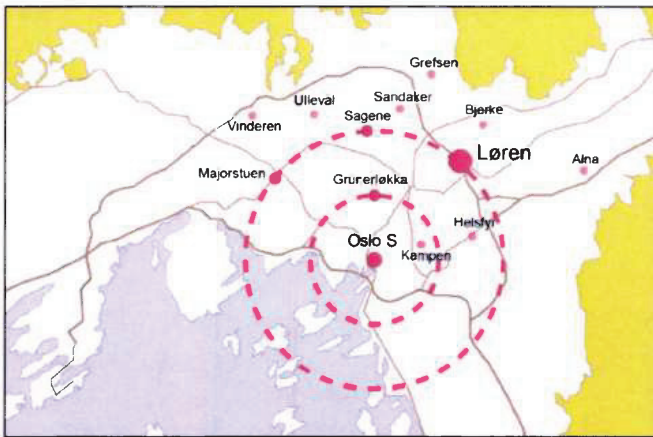 Grefsen
Ullevål
Sandaker
Bjerke
Vinderen
Sagene
Løren
Alna
Majorstuen
Grunerløkka
Helsfyr
Oslo S
Kampen